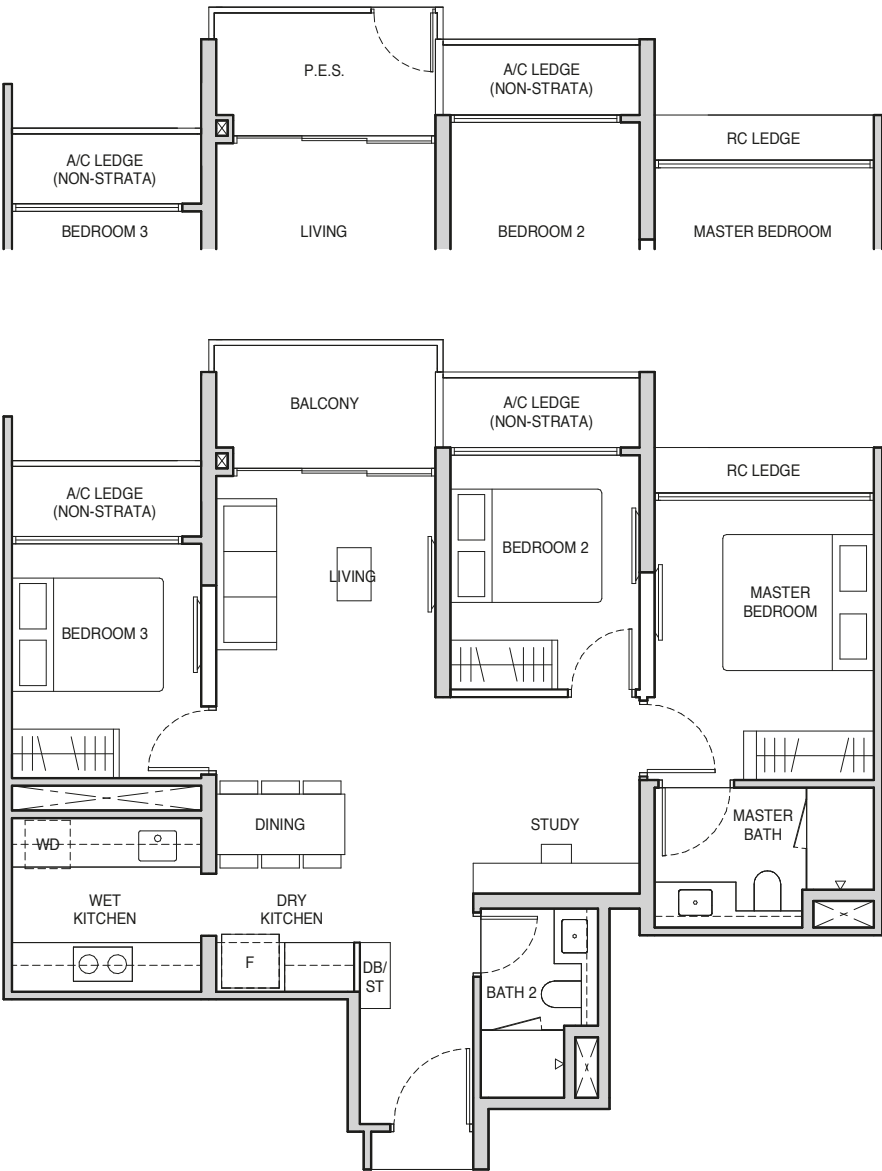 P.E.S.
A/C LEDGE
(NON-STRATA)
RC LEDGE
A/C LEDGE
(NON-STRATA)
BEDROOM 3
LIVING
BEDROOM 2
MASTER BEDROOM
BALCONY
A/C LEDGE
(NON-STRATA)
RC LEDGE
A/C LEDGE
(NON-STRATA)
BEDROOM 2
LIVING
MASTER
BEDROOM
BEDROOM 3
DINING
STUDY
MASTER
BATH
WD
WET
KITCHEN
DRY
KITCHEN
F
DB/
ST
BATH 2